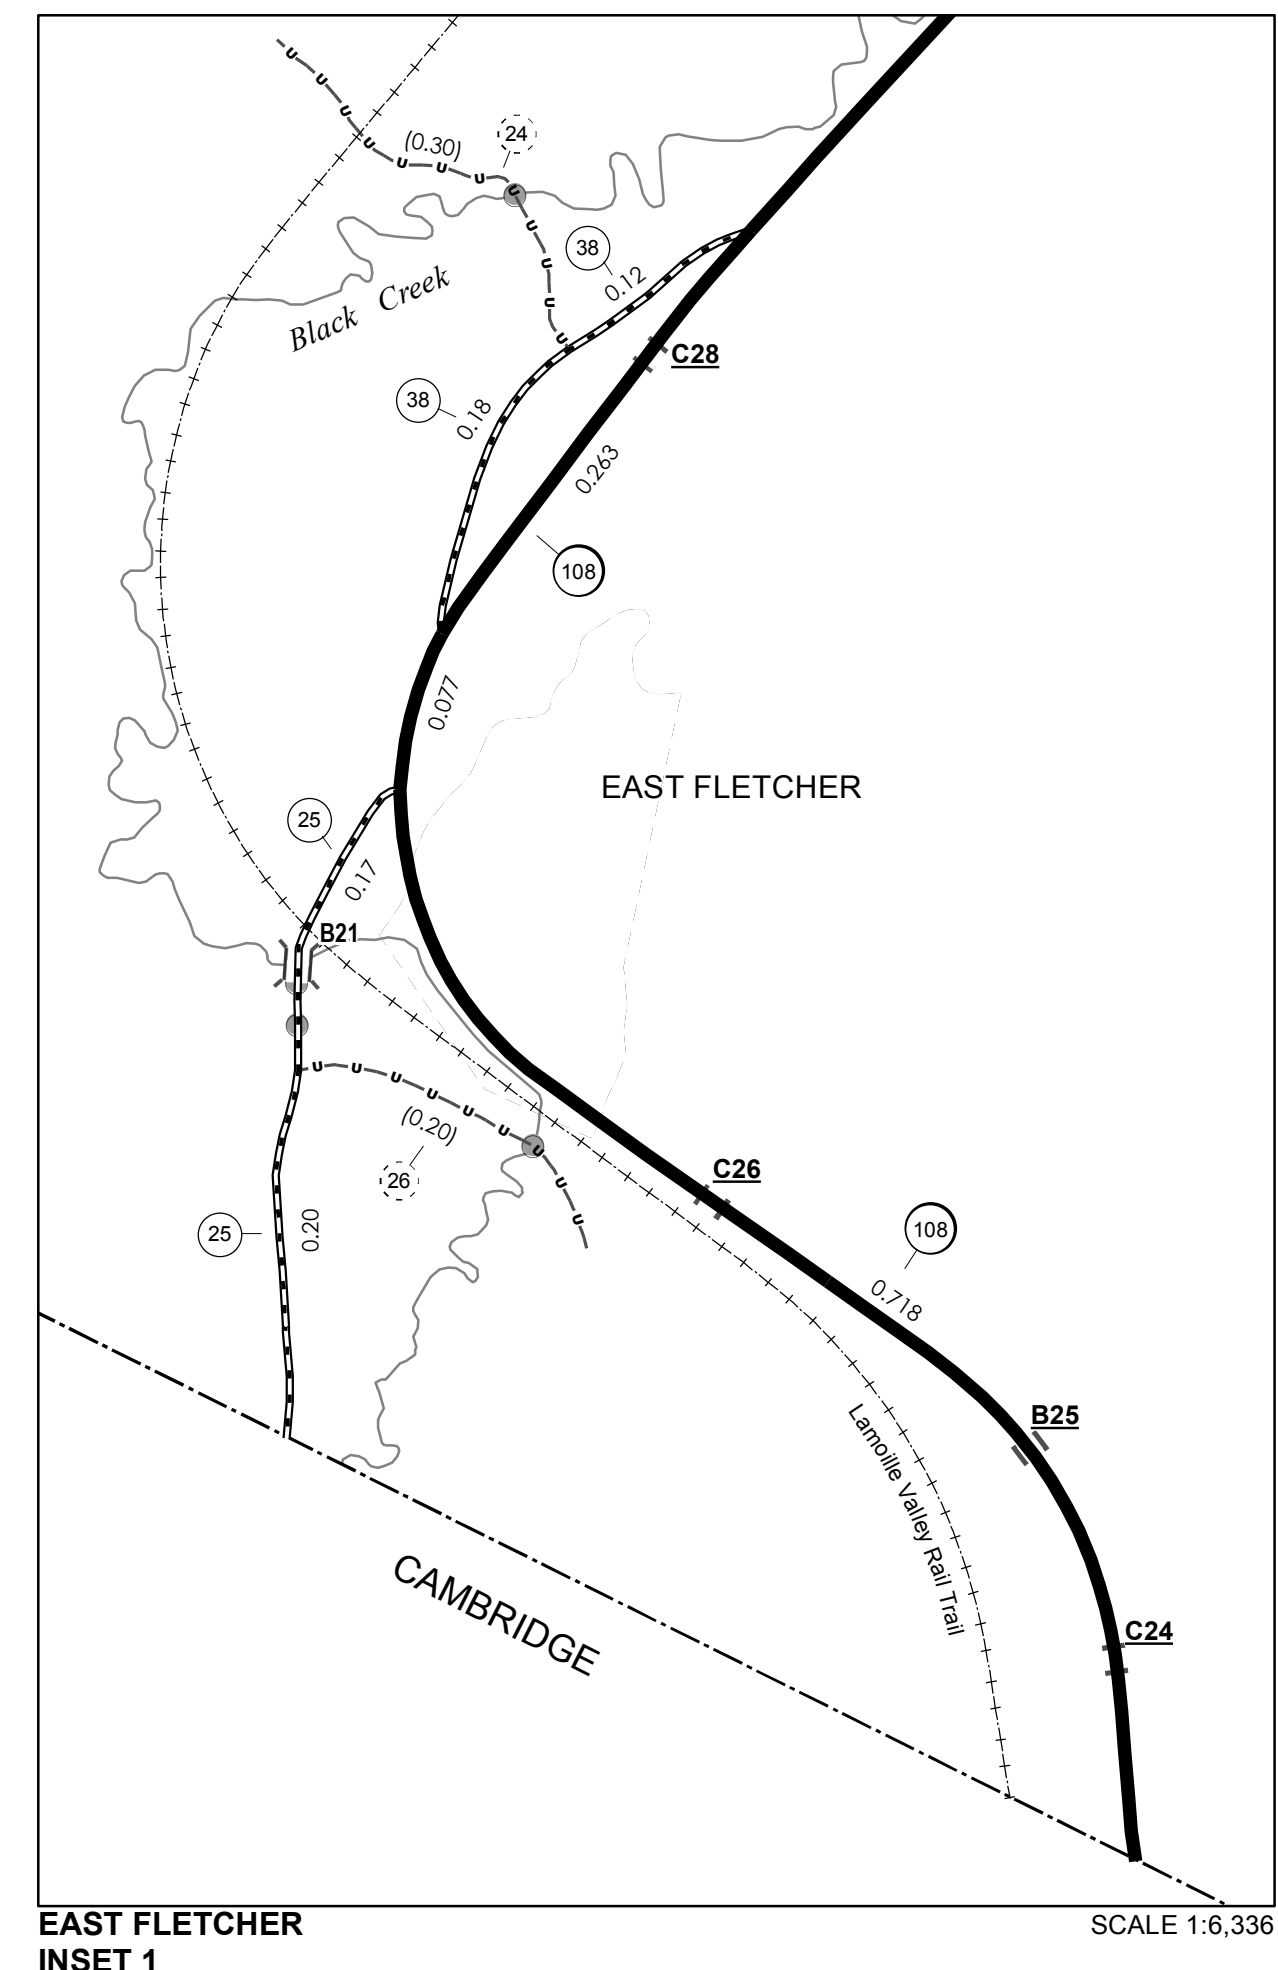 (0.30)
24
38
0.12
Black Creek
C28
38
0.18
0.263
108
0.077
EAST FLETCHER
25
0.17
B21
(0.20)
26
C26
25
0.20
108
0.718
B25
Lamoille Valley Rail Trail
CAMBRIDGE
C24
EAST FLETCHER
INSET 1
SCALE 1:6,336
U U U U U U U U U U U U U
U U U U U U U U U